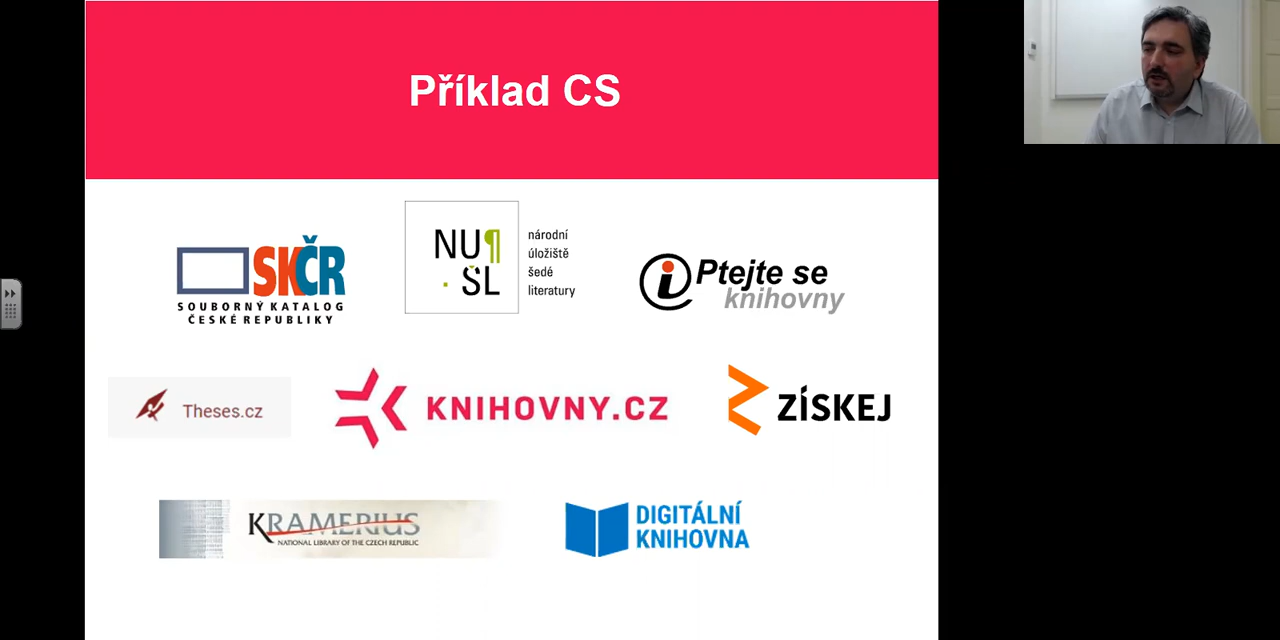 Příklad CS
SKČR
SOUBORNÝ KATALOG
ČESKÉ REPUBLIKY
NU¶
ŠL
národní
úložiště
šedé
literatury
i Ptejte se
knihovny
Theses.cz
KNIHOVNY.CZ
ZÍSKEJ
KRAMERIUS
NATIONAL LIBRARY OF THE CZECH REPUBLIC
DIGITÁLNÍ
KNIHOVNA